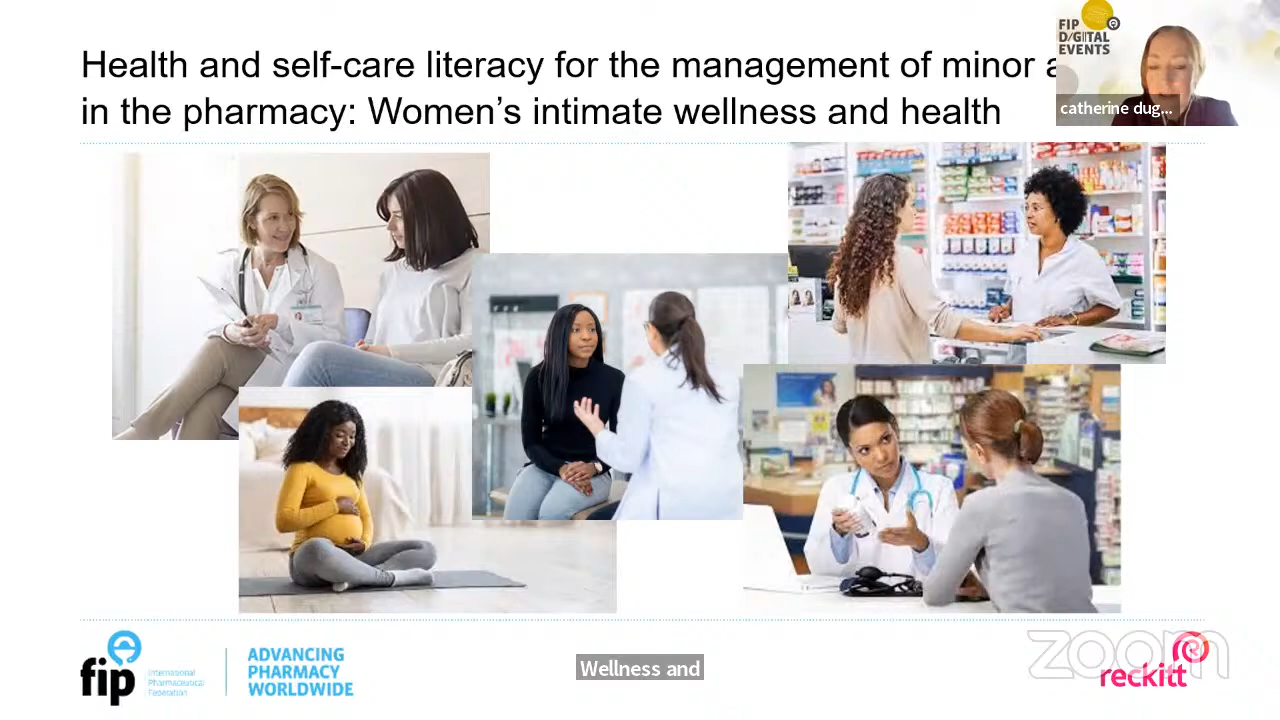 Health and self-care literacy for the management of minor a
in the pharmacy: Women's intimate wellness and health
FIP
DIGITAL
EVENTS
catherine dug...
fip
International
Pharmaceutical
Federation
ADVANCING
PHARMACY
WORLDWIDE
Wellness and
zoom
reckitt